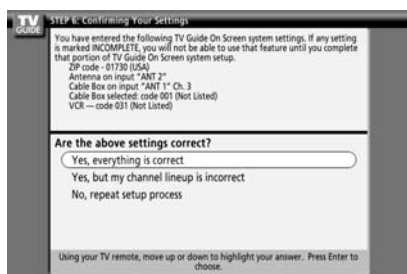 TV
GUIDE
STEP 6: Confirming Your Settings
You have entered the following TV Guide On Screen system settings. If any setting
is marked INCOMPLETE, you will not be able to use that feature until you complete
that portion of TV Guide On Screen system setup.
ZIP code - 01730 (USA)
Antenna on input "ANT 2"
Cable Box on input "ANT 1" Ch. 3
Cable Box selected: code 001 (Not Listed)
VCR — code 031 (Not Listed)
Are the above settings correct?
Yes, everything is correct
Yes, but my channel lineup is incorrect
No, repeat setup process
Using your TV remote, move up or down to highlight your answer. Press Enter to
choose.